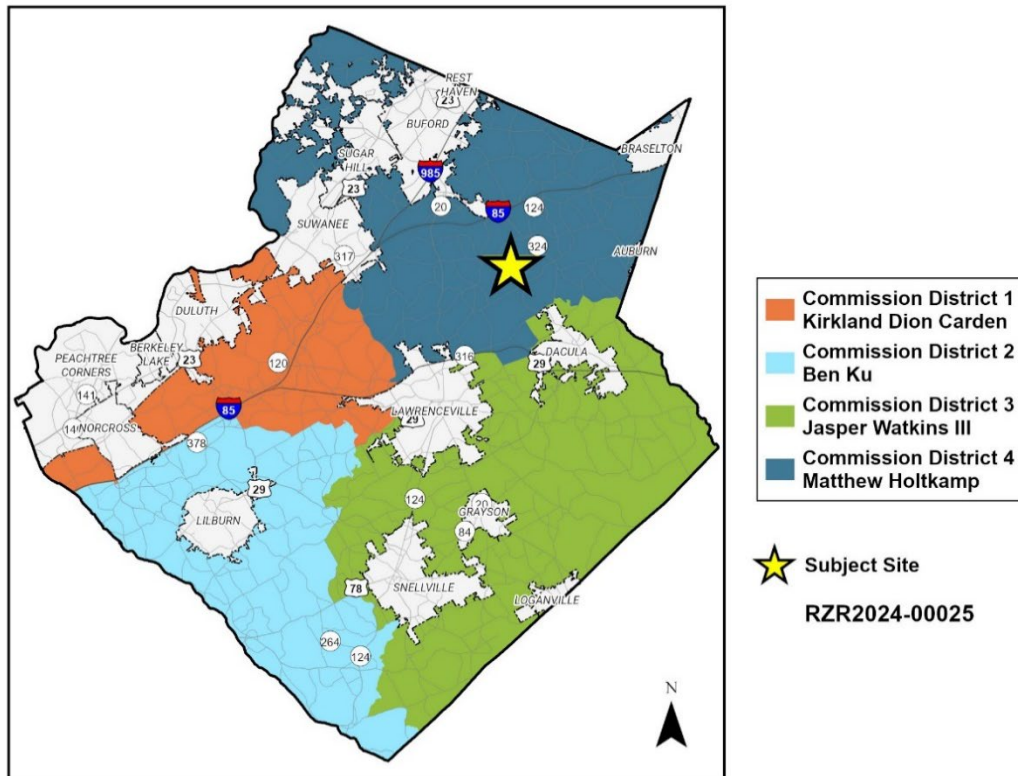 REST
HAVEN
23
BUFORD
BRASELTON
SUGAR
HILL
985
23
20
85
124
SUWANEE
317
324
AUBURN
DULUTH
BERKELEY
LAKE
23
PEACHTREE
CORNERS
141
120
316
DACULA
29
14
NORCROSS
85
LAWRENCEVILLE
29
378
29
LILBURN
124
20
GRAYSON
84
SNELLVILLE
78
LOGANVILLE
264
124
N
Commission District 1
Kirkland Dion Carden
Commission District 2
Ben Ku
Commission District 3
Jasper Watkins III
Commission District 4
Matthew Holtkamp
Subject Site
RZR2024-00025